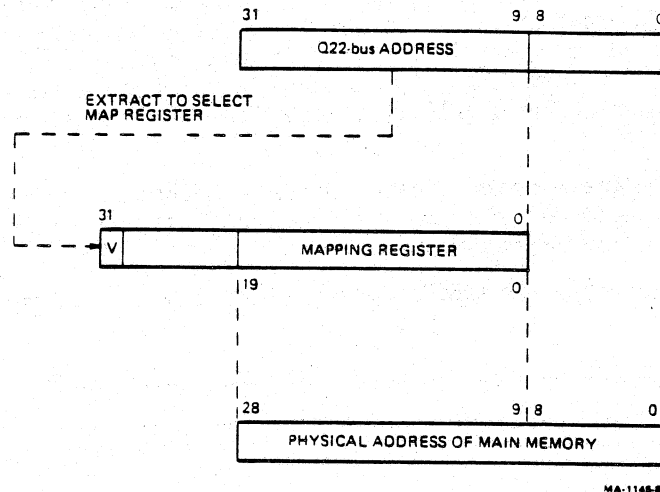 31 9 8 0
Q22-bus ADDRESS
EXTRACT TO SELECT
MAP REGISTER
31 0
V MAPPING REGISTER
19 0
28 9 8 0
PHYSICAL ADDRESS OF MAIN MEMORY